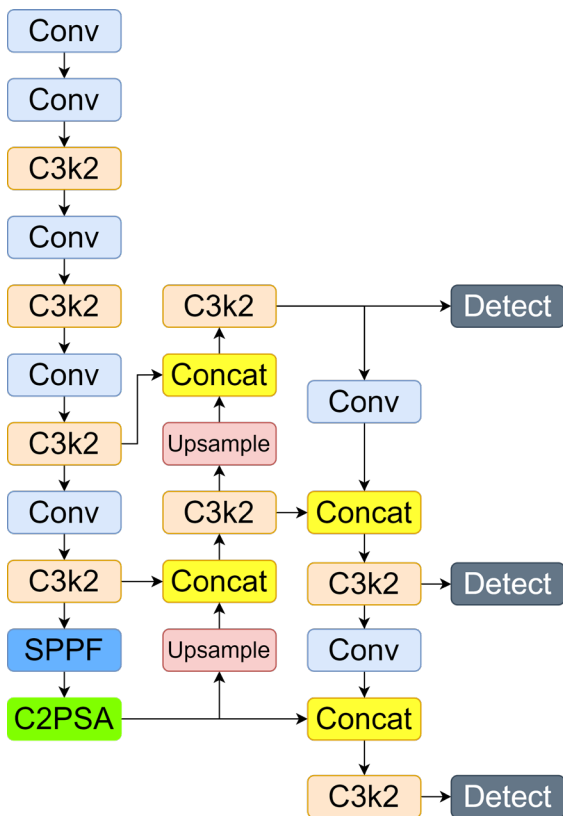 Conv
Conv
C3k2
Conv
C3k2
Conv
C3k2
Conv
C3k2
SPPF
C2PSA
C3k2
Concat
Upsample
C3k2
Concat
Upsample
Conv
Concat
C3k2
Conv
Concat
C3k2
Detect
Detect
Detect